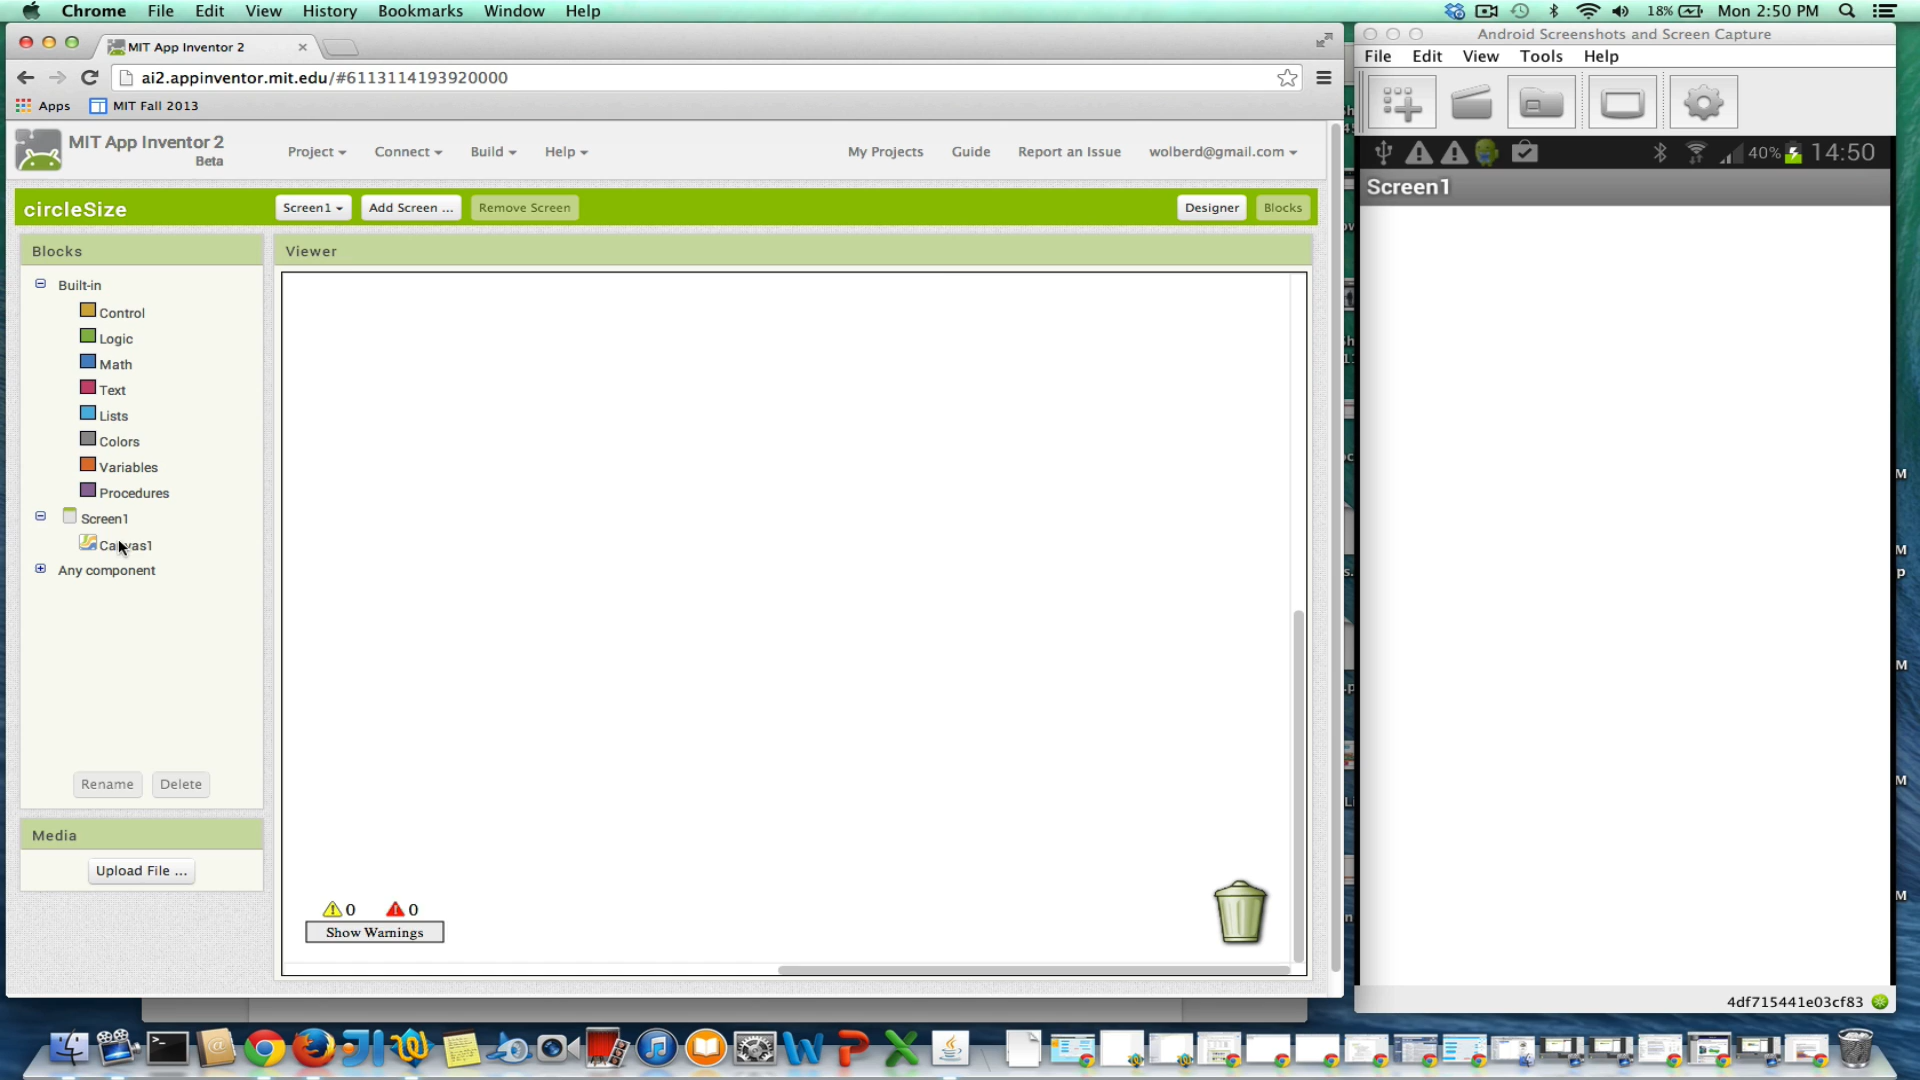 Chrome File Edit View History Bookmarks Window Help
18% Mon 2:50 PM
MIT App Inventor 2
ai2.appinventor.mit.edu/#6113114193920000
Apps MIT Fall 2013
MIT App Inventor 2
Beta
Project Connect Build Help My Projects Guide Report an Issue wolberd@gmail.com
circleSize Screen1 Add Screen ... Remove Screen Designer Blocks
Blocks
Viewer
Built-in
Control
Logic
Math
Text
Lists
Colors
Variables
Procedures
Screen1
Canvas1
Any component
Rename Delete
Media
Upload File ...
0 0
Show Warnings
Android Screenshots and Screen Capture
File Edit View Tools Help
40% 14:50
Screen1
4df715441e03cf83